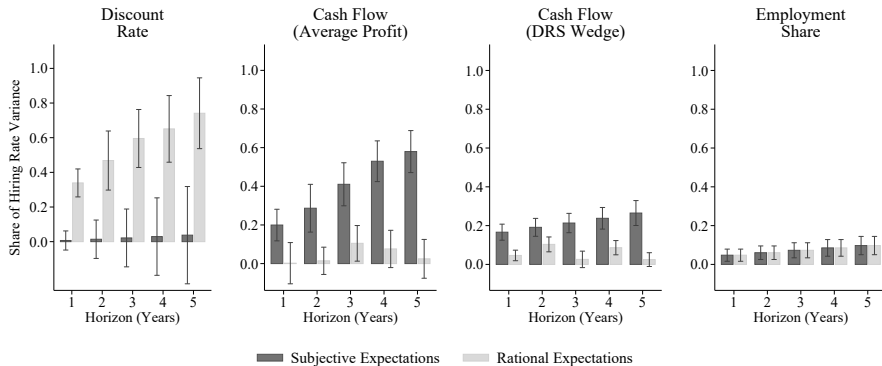 Discount
Rate
Cash Flow
(Average Profit)
Cash Flow
(DRS Wedge)
Employment
Share
Share of Hiring Rate Variance
1.0
0.8
0.6
0.4
0.2
0.0
1 2 3 4 5
Horizon (Years)
1.0
0.8
0.6
0.4
0.2
0.0
1 2 3 4 5
Horizon (Years)
1.0
0.8
0.6
0.4
0.2
0.0
1 2 3 4 5
Horizon (Years)
1.0
0.8
0.6
0.4
0.2
0.0
1 2 3 4 5
Horizon (Years)
Subjective Expectations Rational Expectations